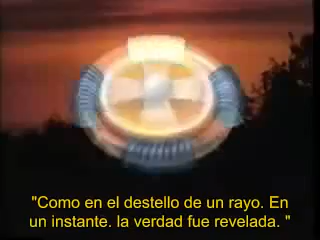 "Como en el destello de un rayo. En
un instante. la verdad fue revelada. "